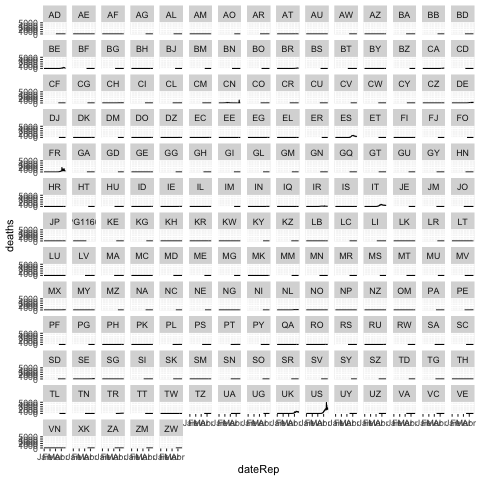 AD AE AF AG AL AM AO AR AT AU AW AZ BA BB BD
BE BF BG BH BJ BM BN BO BR BS BT BY BZ CA CD
CF CG CH CI CL CM CN CO CR CU CV CW CY CZ DE
DJ DK DM DO DZ EC EE EG EL ER ES ET FI FJ FO
FR GA GD GE GG GH GI GL GM GN GQ GT GU GY HN
HR HT HU ID IE IL IM IN IQ IR IS IT JE JM JO
JP KE KG KH KR KW KY KZ LB LC LI LK LR LT
LU LV MA MC MD ME MG MK MM MN MR MS MT MU MV
MX MY MZ NA NC NE NG NI NL NO NP NZ OM PA PE
PF PG PH PK PL PS PT PY QA RO RS RU RW SA SC
SD SE SG SI SK SM SN SO SR SV SY SZ TD TG TH
TL TN TR TT TW TZ UA UG UK US UY UZ VA VC VE
VN XK ZA ZM ZW
deaths
dateRep